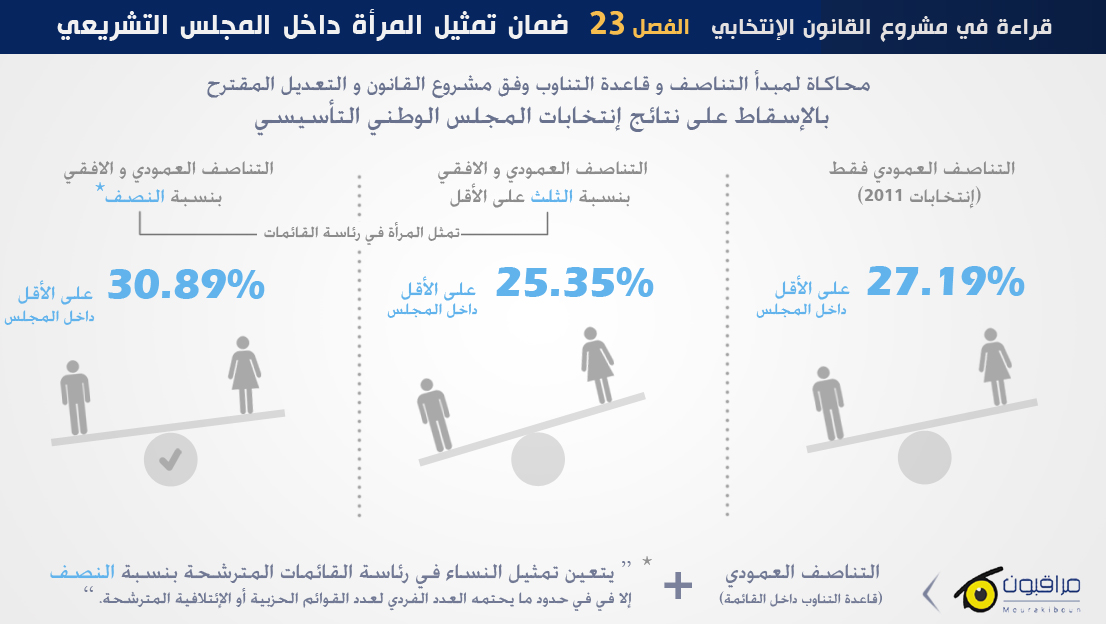 قراءة في مشروع القانون الإنتخابي الفصل 23 ضمان تمثيل المرأة داخل المجلس التشريعي
محاكاة لمبدأ التناصف و قاعدة التناوب وفق مشروع القانون و التعديل المقترح
بالإسقاط على نتائج إنتخابات المجلس الوطني التأسيسي
التناصف العمودي فقط
(إنتخابات 2011)
27.19% على الأقل
داخل المجلس
التناصف العمودي و الافقي
بنسبة الثلث على الأقل
تمثل المرأة في رئاسة القائمات
25.35% على الأقل
داخل المجلس
التناصف العمودي و الافقي
بنسبة النصف*
30.89% على الأقل
داخل المجلس
مراقبون
Mourakiboun
التناصف العمودي
(قاعدة التناوب داخل القائمة)
+
* ” يتعين تمثيل النساء في رئاسة القائمات المترشحة بنسبة النصف
إلا في في حدود ما يحتمه العدد الفردي لعدد القوائم الحزبية أو الإئتلافية المترشحة. “